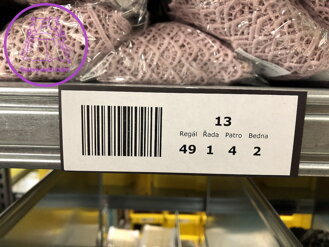 13
Regál Řada Patro Bedna
49 1 4 2